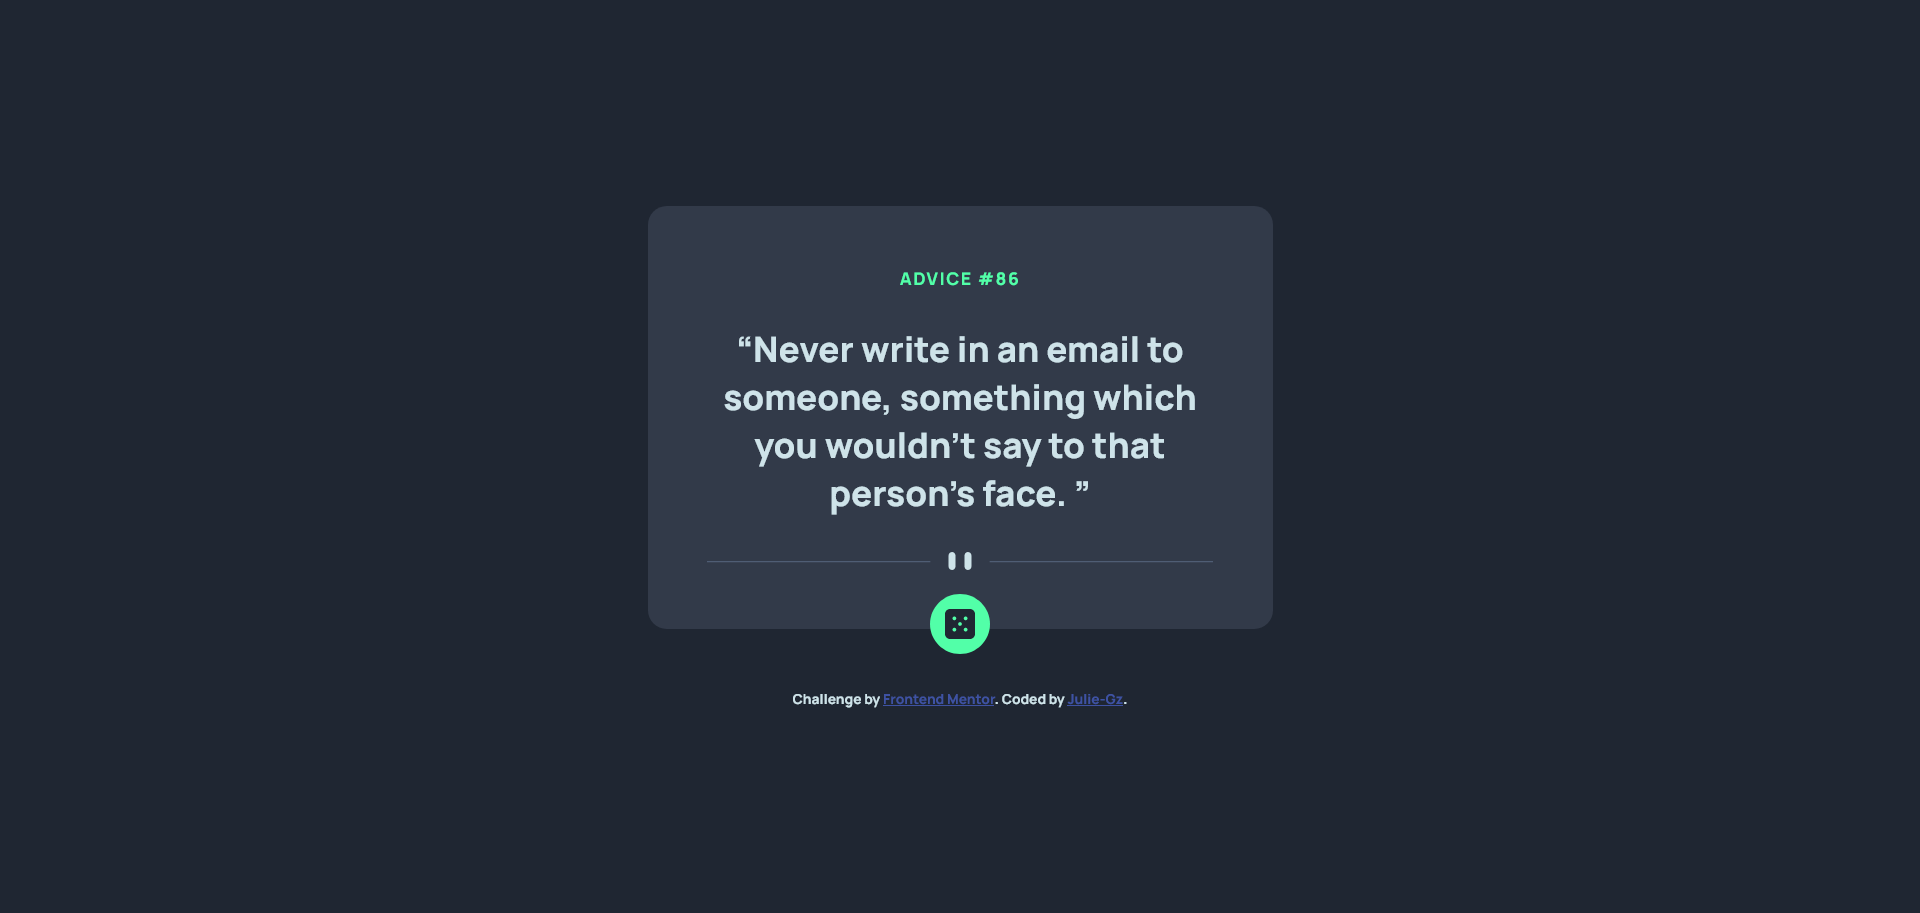 ADVICE #86
“Never write in an email to
someone, something which
you wouldn’t say to that
person’s face. ”
Challenge by Frontend Mentor. Coded by Julie-Gz.